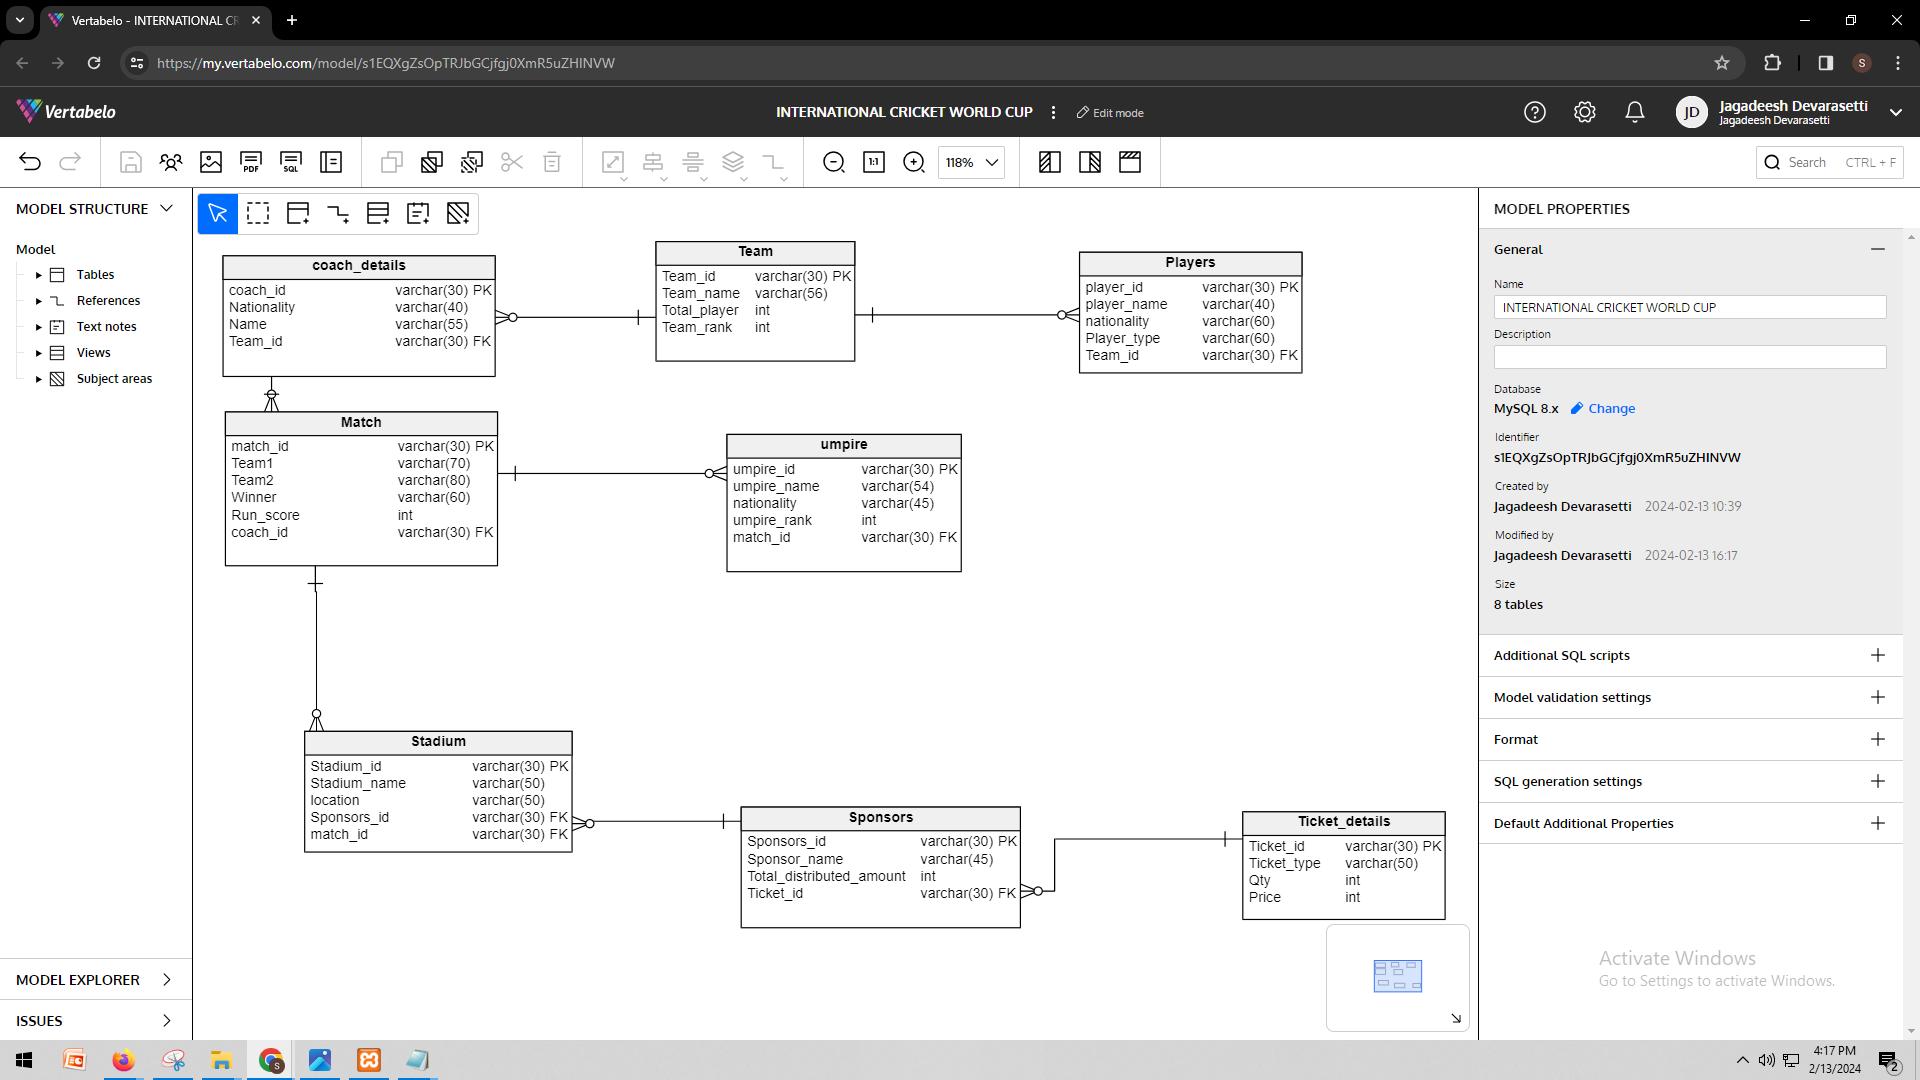 Vertabelo - INTERNATIONAL CR
https://my.vertabelo.com/model/s1EQXgZsOpTRJbGCjfgj0XmR5uZHINVW
S
Vertabelo
INTERNATIONAL CRICKET WORLD CUP
Edit mode
JD
Jagadeesh Devarasetti
Jagadeesh Devarasetti
PDF
SQL
1:1
118%
Search CTRL + F
MODEL STRUCTURE
Model
Tables
References
Text notes
Views
Subject areas
MODEL EXPLORER
ISSUES
coach_details
coach_id varchar(30) PK
Nationality varchar(40)
Name varchar(55)
Team_id varchar(30) FK
Team
Team_id varchar(30) PK
Team_name varchar(56)
Total_player int
Team_rank int
Players
player_id varchar(30) PK
player_name varchar(40)
nationality varchar(60)
Player_type varchar(60)
Team_id varchar(30) FK
Match
match_id varchar(30) PK
Team1 varchar(70)
Team2 varchar(80)
Winner varchar(60)
Run_score int
coach_id varchar(30) FK
umpire
umpire_id varchar(30) PK
umpire_name varchar(54)
nationality varchar(45)
umpire_rank int
match_id varchar(30) FK
Stadium
Stadium_id varchar(30) PK
Stadium_name varchar(50)
location varchar(50)
Sponsors_id varchar(30) FK
match_id varchar(30) FK
Sponsors
Sponsors_id varchar(30) PK
Sponsor_name varchar(45)
Total_distributed_amount int
Ticket_id varchar(30) FK
Ticket_details
Ticket_id varchar(30) PK
Ticket_type varchar(50)
Qty int
Price int
MODEL PROPERTIES
General
Name
INTERNATIONAL CRICKET WORLD CUP
Description
Database
MySQL 8.x Change
Identifier
s1EQXgZsOpTRJbGCjfgj0XmR5uZHINVW
Created by
Jagadeesh Devarasetti 2024-02-13 10:39
Modified by
Jagadeesh Devarasetti 2024-02-13 16:17
Size
8 tables
Additional SQL scripts
Model validation settings
Format
SQL generation settings
Default Additional Properties
Activate Windows
Go to Settings to activate Windows.
4:17 PM
2/13/2024
2